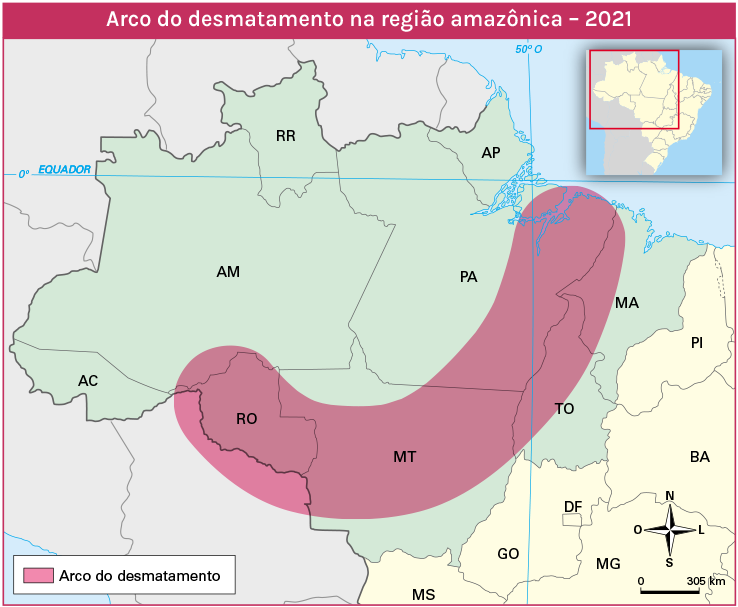 Arco do desmatamento na região amazônica – 2021
50° O
RR
AP
0°
EQUADOR
AM
PA
MA
PI
AC
RO
TO
MT
BA
DF
GO
MG
MS
N
O
L
S
0 305 km
Arco do desmatamento